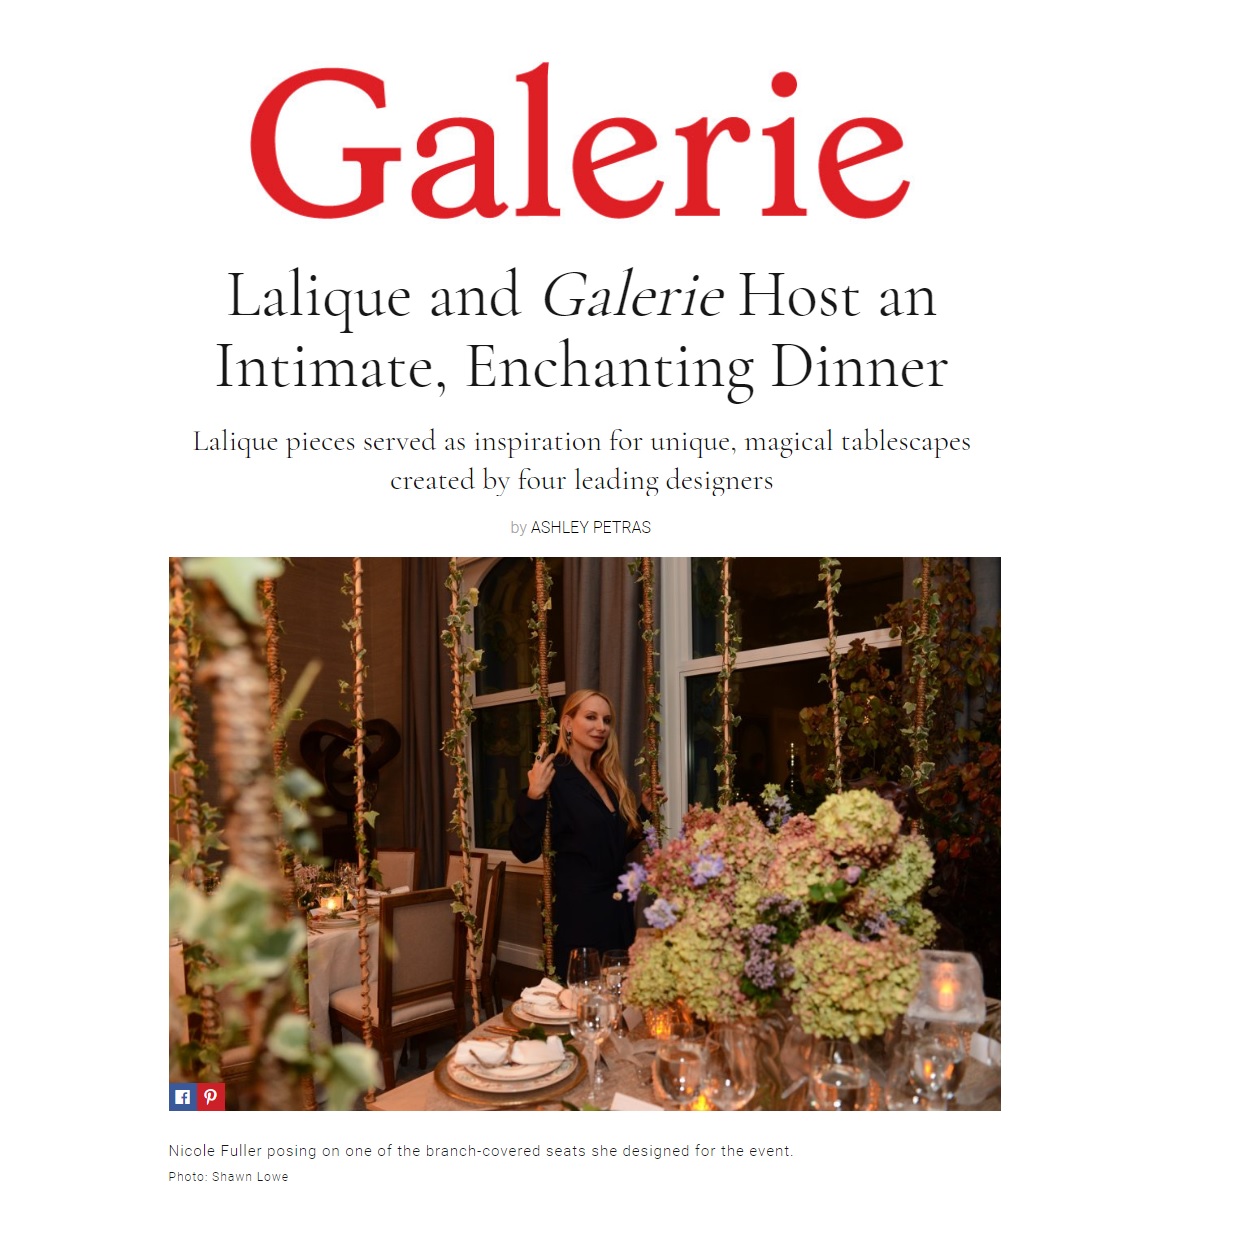 Galerie
Lalique and Galerie Host an
Intimate, Enchanting Dinner
Lalique pieces served as inspiration for unique, magical tablescapes
created by four leading designers
by ASHLEY PETRAS
Nicole Fuller posing on one of the branch-covered seats she designed for the event.
Photo: Shawn Lowe